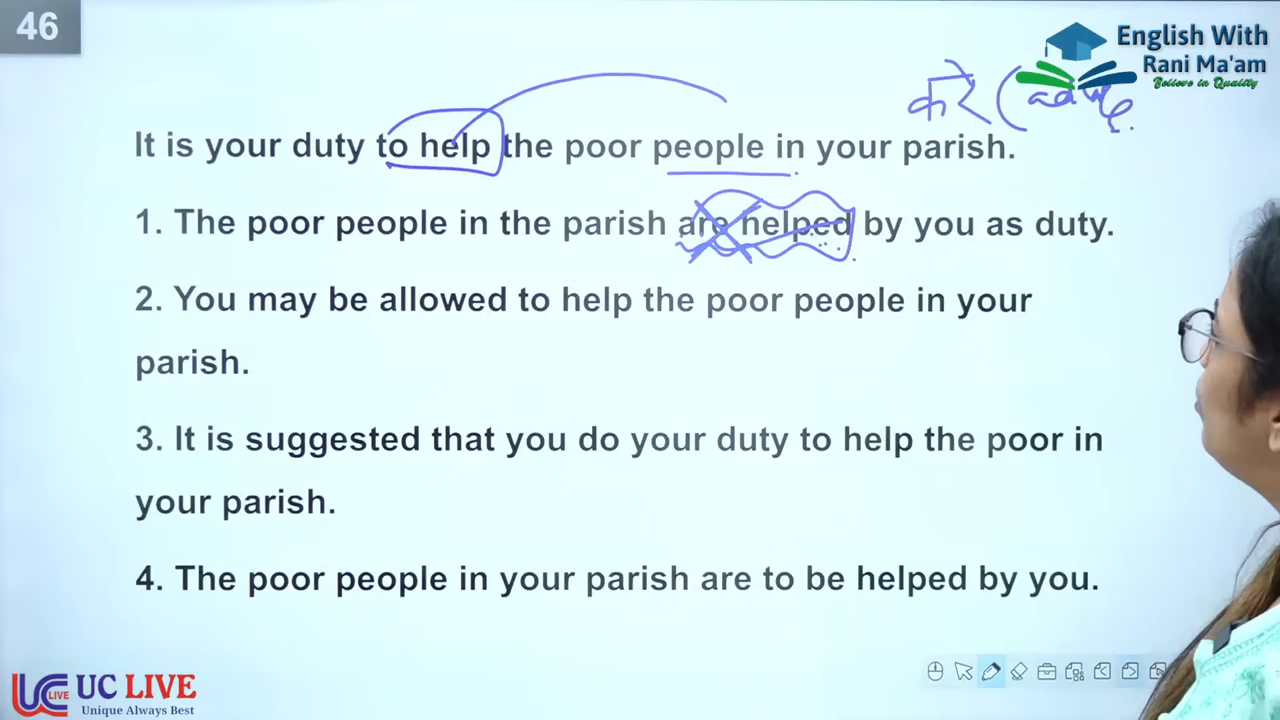 46
English With
Rani Ma'am
Believe in Quality
It is your duty to help the poor people in your parish.
1. The poor people in the parish are helped by you as duty.
2. You may be allowed to help the poor people in your
parish.
3. It is suggested that you do your duty to help the poor in
your parish.
4. The poor people in your parish are to be helped by you.
UC LIVE
LIVE
Unique Always Best